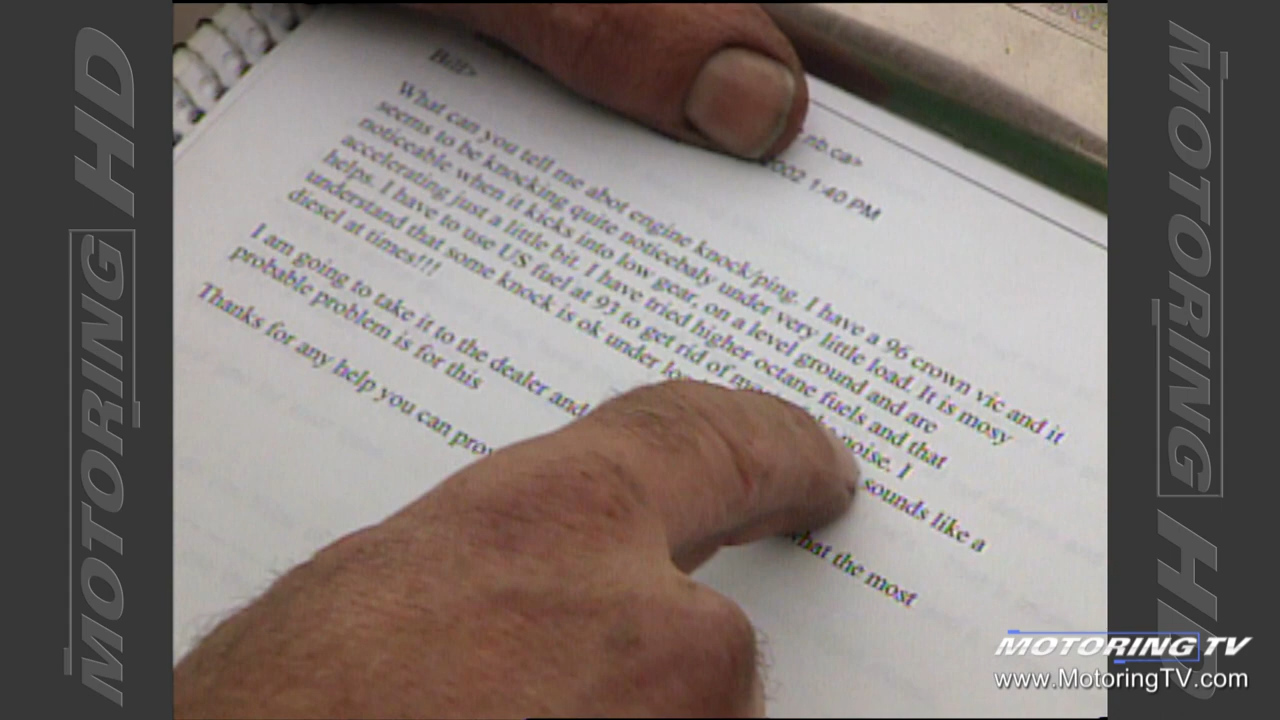 nb.ca>
2002 1:40 PM
What can you tell me abot engine knock/ping. I have a 96 crown vic and it
seems to be knocking quite noticebaly under very little load. It is mosy
noticeable when it kicks into low gear, on a level ground and are
accelerating just a little bit. I have tried higher octane fuels and that
helps. I have to use US fuel at 93 to get rid of noise. I
understand that some knock is ok under sounds like a
diesel at times!!!
I am going to take it to the dealer and what the most
probable problem is for this
Thanks for any help you can
MOTORING HD
MOTORING HD
MOTORING TV
www.MotoringTV.com